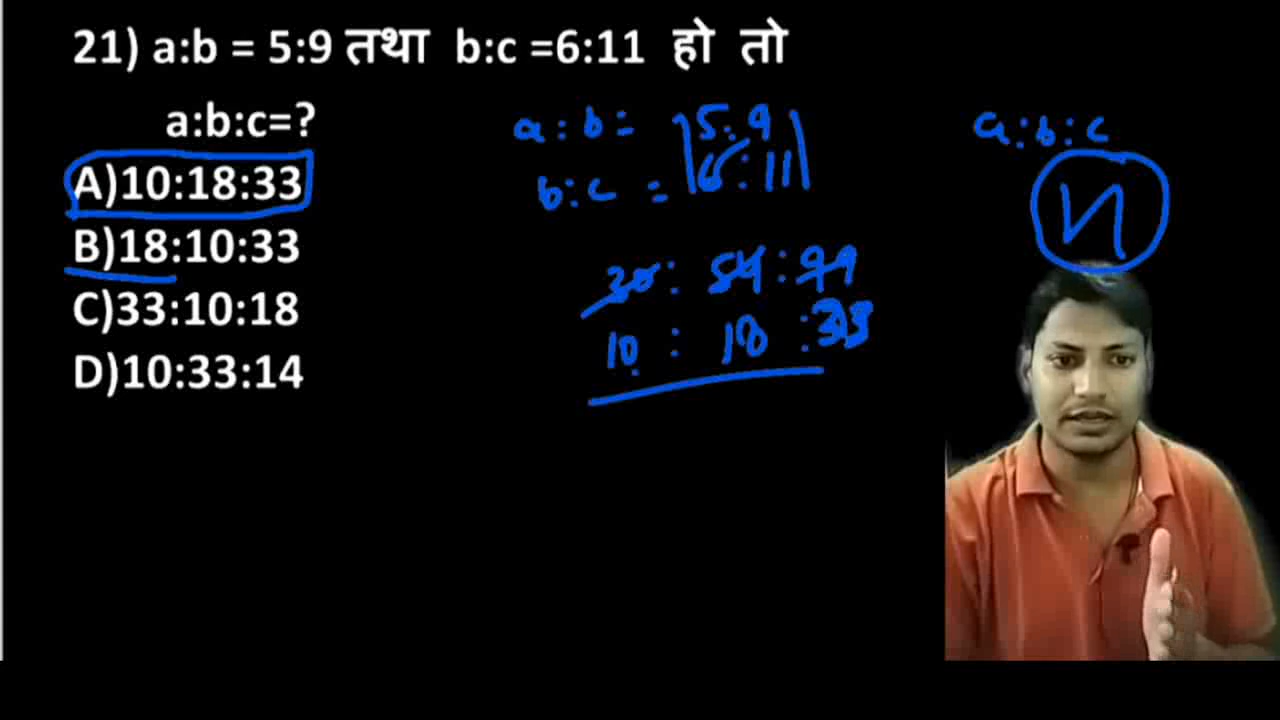 21) a:b = 5:9 तथा b:c =6:11 हो तो
a:b:c=?
A)10:18:33
B)18:10:33
C)33:10:18
D)10:33:14
a : b = 5:9
b:c = 6:11
30: 54 : 99
10 : 18 :33
a:b:c